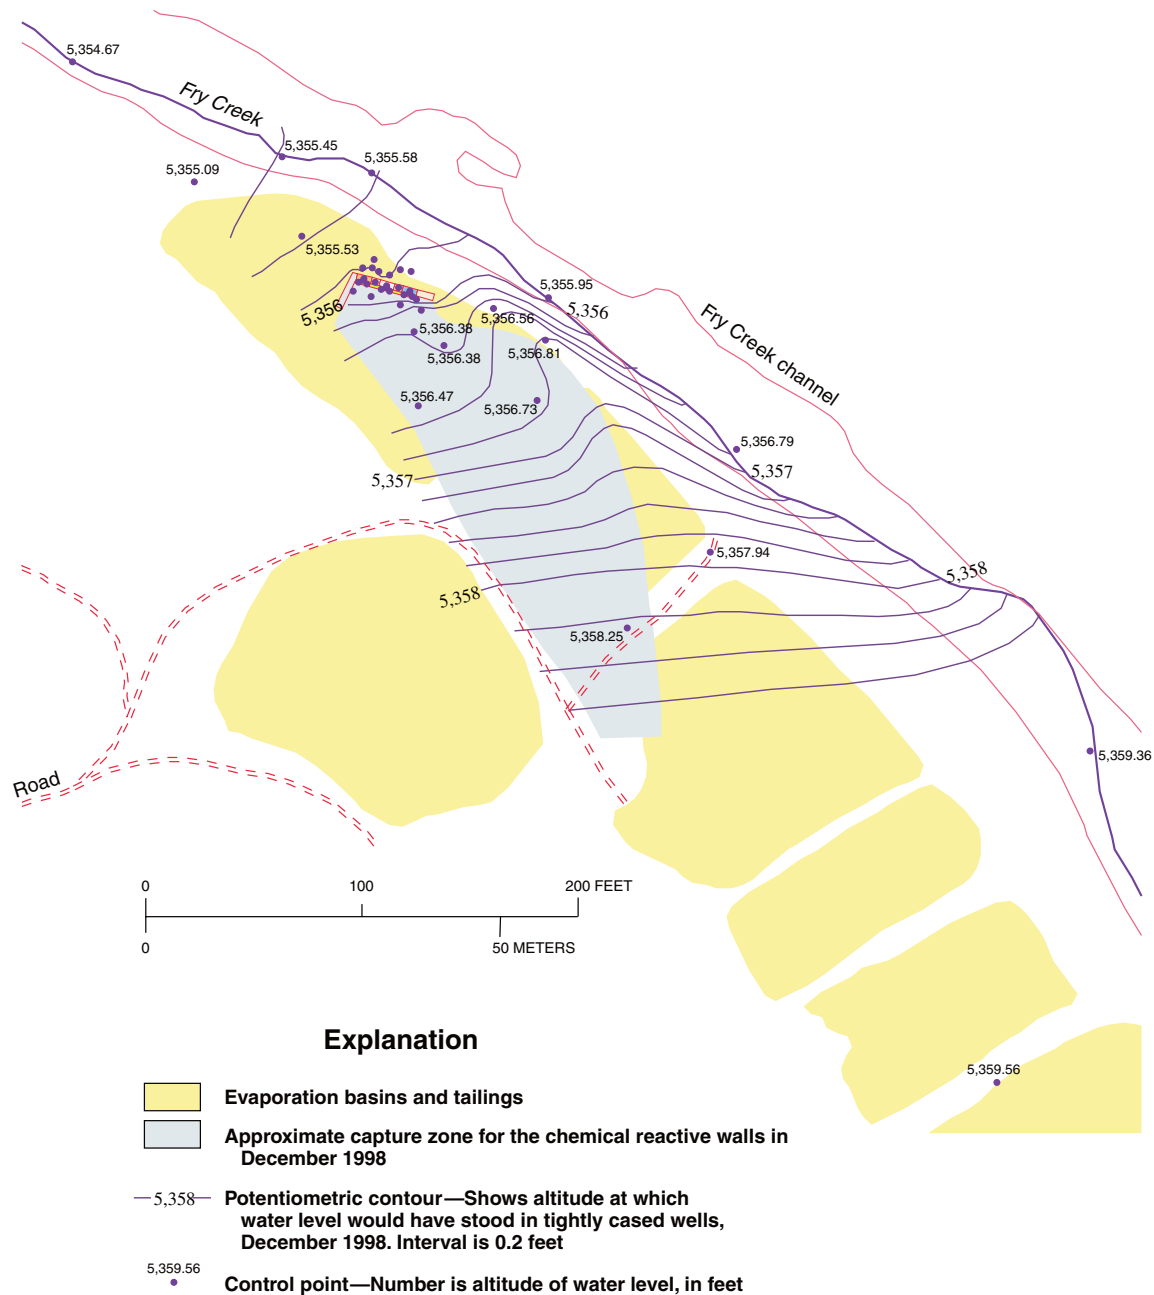 5,354.67
Fry Creek
5,355.45
5,355.58
5,355.09
5,355.53
5,355.95
5,356
5,356
5,356.56
Fry Creek channel
5,356.38
5,356.81
5,356.38
5,356.47
5,356.73
5,356.79
5,357
5,357
5,357.94
5,358
5,358
5,358.25
5,359.36
Road
0 100 200 FEET
0 50 METERS
5,359.56
Explanation
Evaporation basins and tailings
Approximate capture zone for the chemical reactive walls in
December 1998
5,358
Potentiometric contour—Shows altitude at which
water level would have stood in tightly cased wells,
December 1998. Interval is 0.2 feet
5,359.56
Control point—Number is altitude of water level, in feet